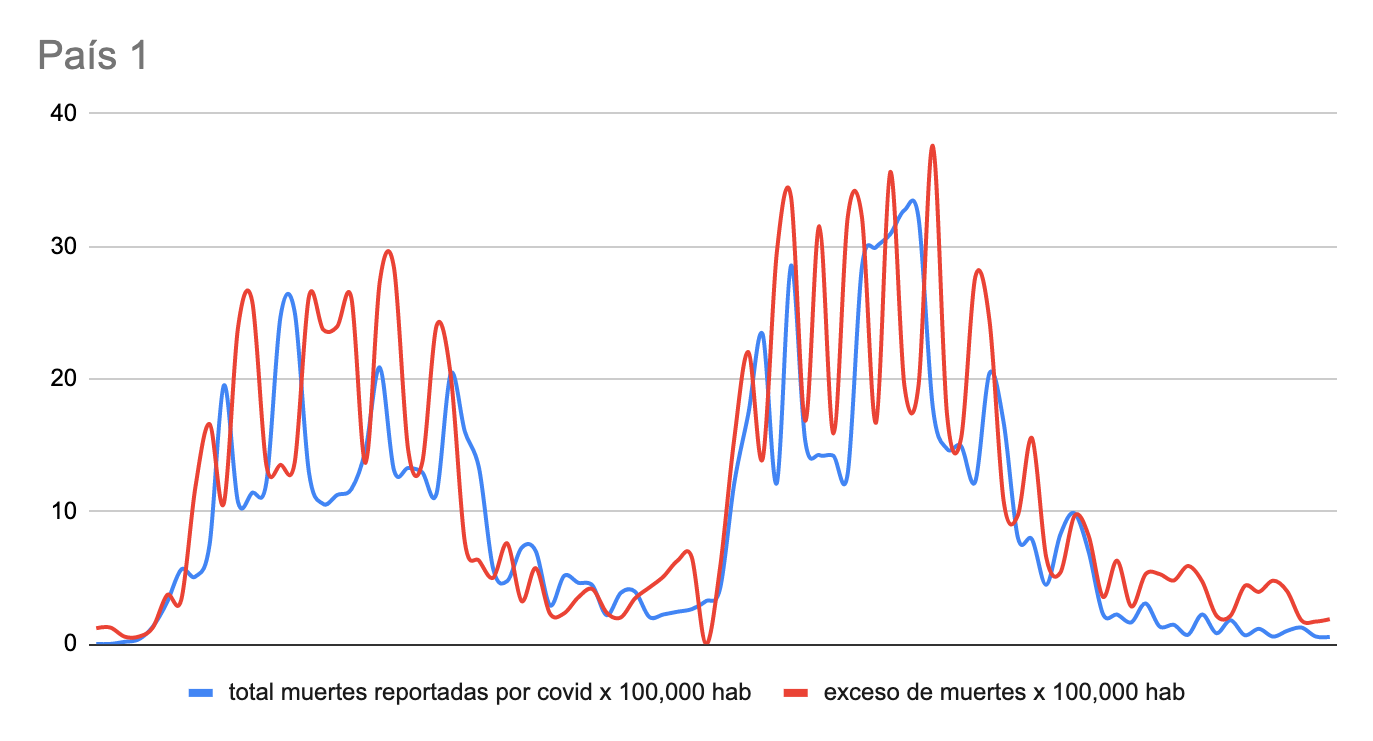 País 1
40
30
20
10
0
total muertes reportadas por covid x 100,000 hab
exceso de muertes x 100,000 hab